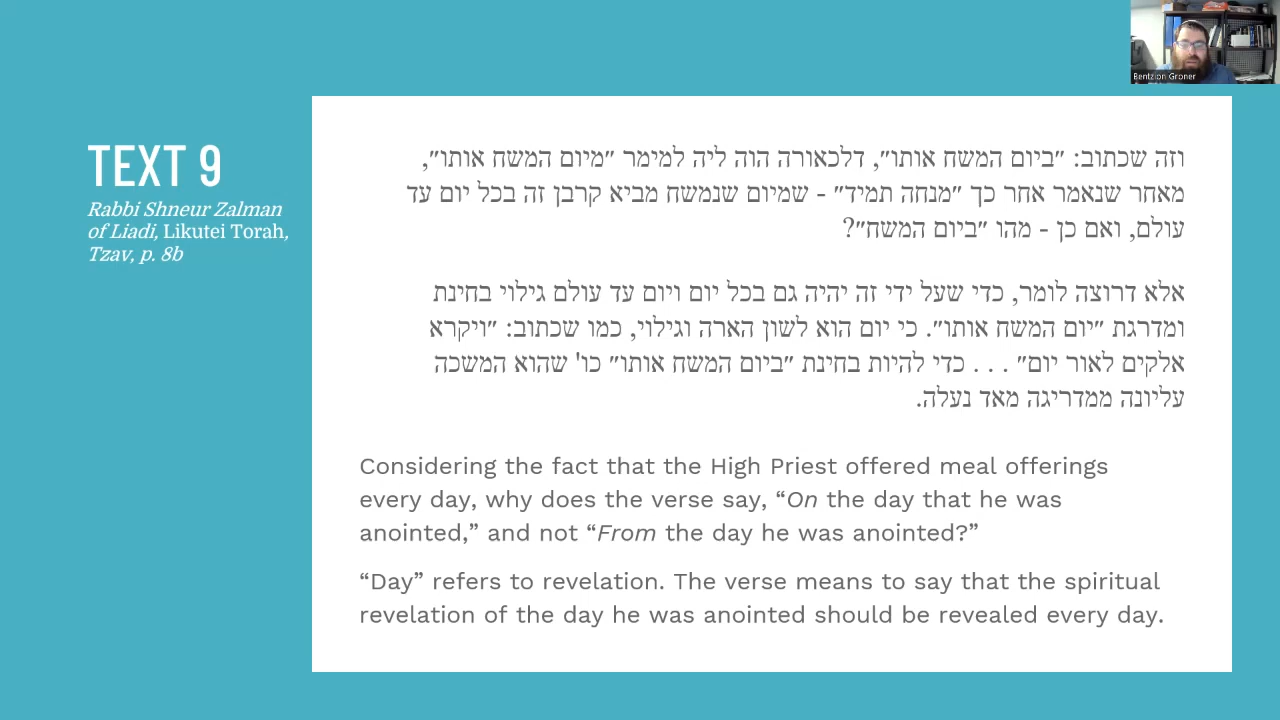 Bentzion Groner
TEXT 9
Rabbi Shneur Zalman
of Liadi, Likutei Torah,
Tzav, p. 8b
וזה שכתוב: "ביום המשח אותו", דלכאורה הוה ליה למימר "מיום המשח אותו",
מאחר שנאמר אחר כך "מנחה תמיד" - שמיום שנמשח מביא קרבן זה בכל יום עד
עולם, ואם כן - מהו "ביום המשח"?
אלא דרוצה לומר, כדי שעל ידי זה יהיה גם בכל יום ויום עד עולם גילוי בחינת
ומדרגת "יום המשח אותו". כי יום הוא לשון הארה וגילוי, כמו שכתוב: "ויקרא
אלקים לאור יום" . . . כדי להיות בחינת "ביום המשח אותו" כו' שהוא המשכה
עליונה ממדריגה מאד נעלה.
Considering the fact that the High Priest offered meal offerings
every day, why does the verse say, “On the day that he was
anointed,” and not “From the day he was anointed?”
“Day” refers to revelation. The verse means to say that the spiritual
revelation of the day he was anointed should be revealed every day.